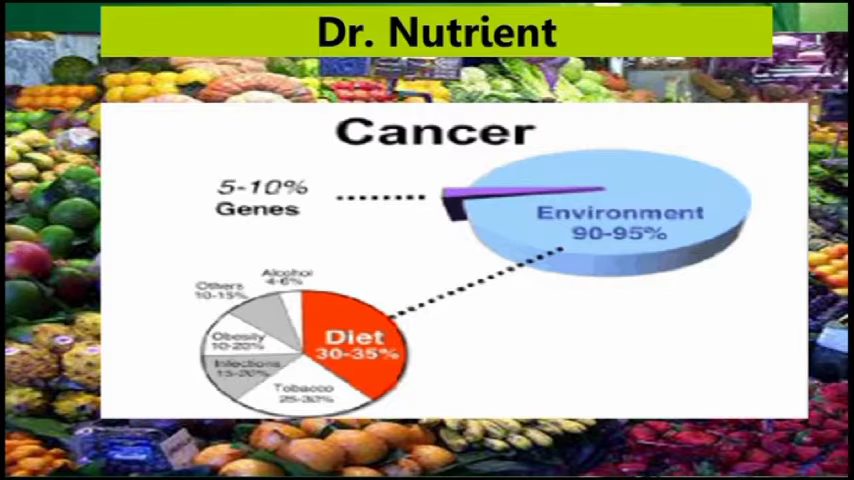 Dr. Nutrient
Cancer
5-10%
Genes
Environment
90-95%
Alcohol
4-6%
Others
10-15%
Diet
30-35%
Obesity
10-20%
Infections
15-20%
Tobacco
25-30%